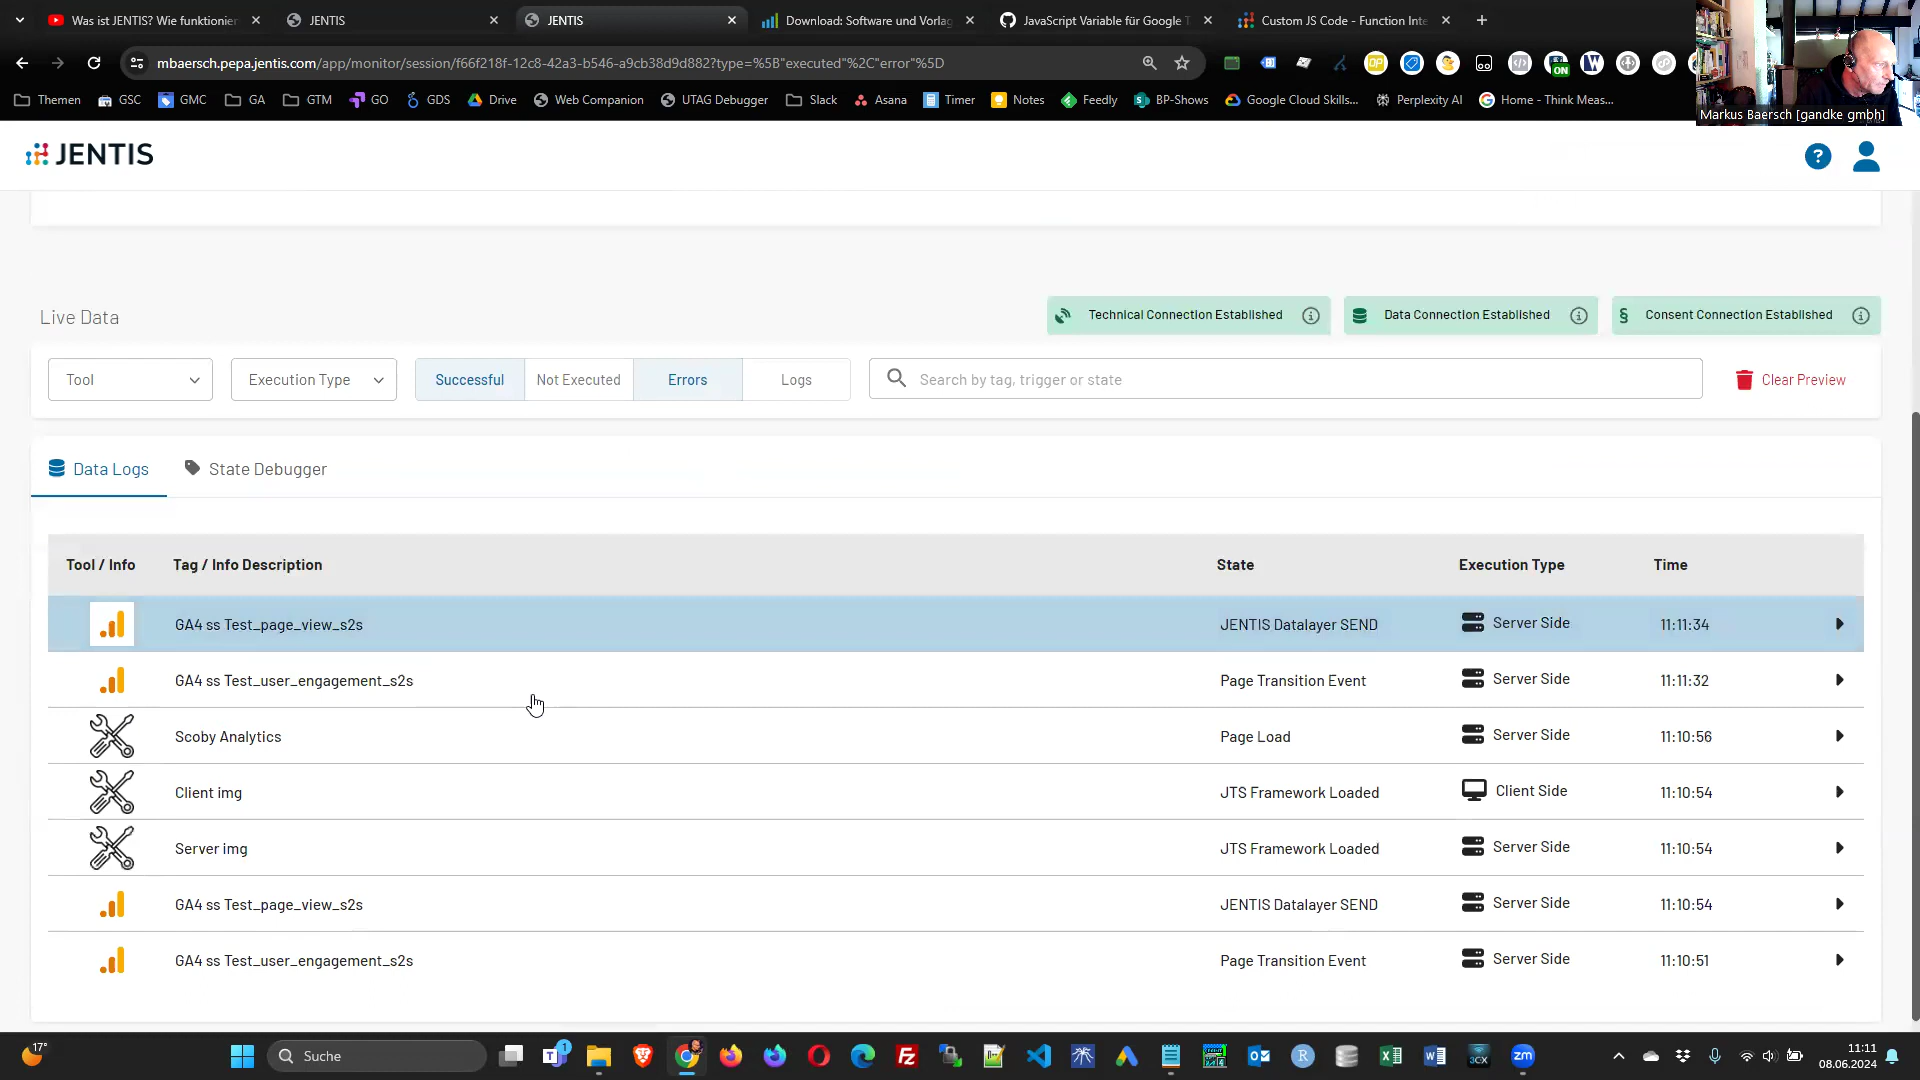 Was ist JENTIS? Wie funktionier
JENTIS
JENTIS
Download: Software und Vorlag
JavaScript Variable für Google T
Custom JS Code - Function Inte
mbaersch.pepa.jentis.com/app/monitor/session/f66f218f-12c8-42a3-b546-a9cb38d9d882?type=%5B"executed"%2C"error"%5D
Themen
GSC
GMC
GA
GTM
GO
GDS
Drive
Web Companion
UTAG Debugger
Slack
Asana
Timer
Notes
Feedly
BP-Shows
Google Cloud Skills...
Perplexity AI
Home - Think Meas...
ON
Markus Baersch [gandke gmbh]
JENTIS
?
Live Data
Technical Connection Established
Data Connection Established
§ Consent Connection Established
Tool
Execution Type
Successful
Not Executed
Errors
Logs
Search by tag, trigger or state
Clear Preview
Data Logs
State Debugger
Tool / Info Tag / Info Description State Execution Type Time
GA4 ss Test_page_view_s2s JENTIS Datalayer SEND Server Side 11:11:34
GA4 ss Test_user_engagement_s2s Page Transition Event Server Side 11:11:32
Scoby Analytics Page Load Server Side 11:10:56
Client img JTS Framework Loaded Client Side 11:10:54
Server img JTS Framework Loaded Server Side 11:10:54
GA4 ss Test_page_view_s2s JENTIS Datalayer SEND Server Side 11:10:54
GA4 ss Test_user_engagement_s2s Page Transition Event Server Side 11:10:51
17°
Suche
1
3CX
zm
11:11
08.06.2024